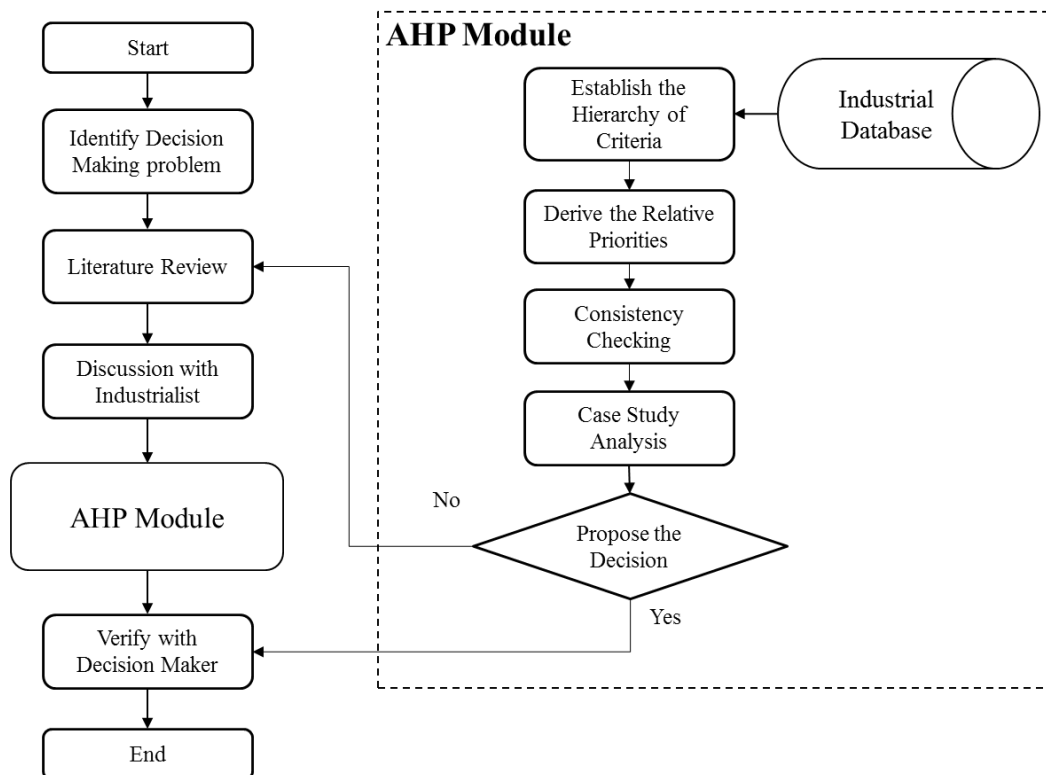 Start
Identify Decision
Making problem
Literature Review
Discussion with
Industrialist
AHP Module
Verify with
Decision Maker
End
AHP Module
Establish the
Hierarchy of
Criteria
Industrial
Database
Derive the Relative
Priorities
Consistency
Checking
Case Study
Analysis
No
Propose the
Decision
Yes